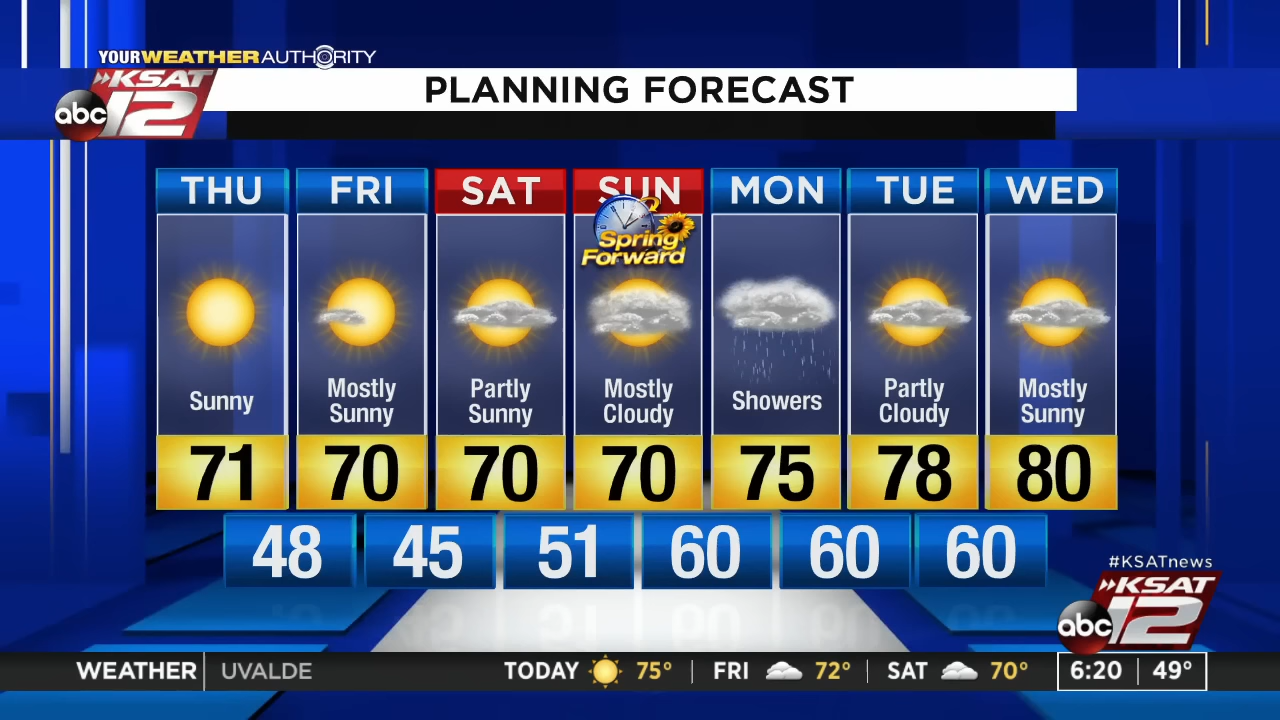 YOURWEATHERAUTHORITY
KSAT
abc 12
PLANNING FORECAST
THU FRI SAT SUN MON TUE WED
Spring
Forward
Sunny
Mostly
Sunny
Partly
Sunny
Mostly
Cloudy
Showers
Partly
Cloudy
Mostly
Sunny
71 70 70 70 75 78 80
48 45 51 60 60 60
#KSATnews
KSAT
abc 12
WEATHER UVALDE TODAY 75° FRI 72° SAT 70° 6:20 49°